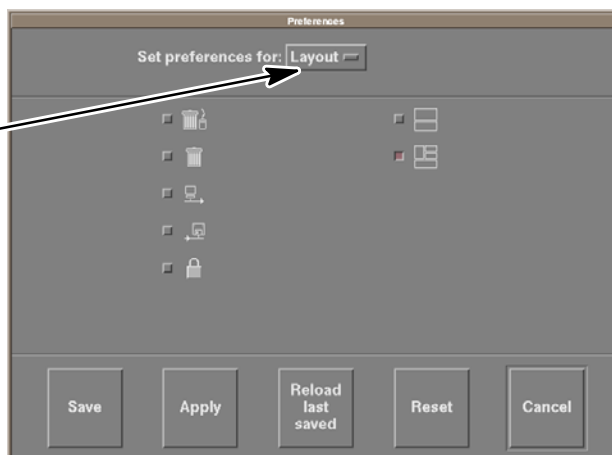 Preferences
Set preferences for: Layout
Save
Apply
Reload
last
saved
Reset
Cancel